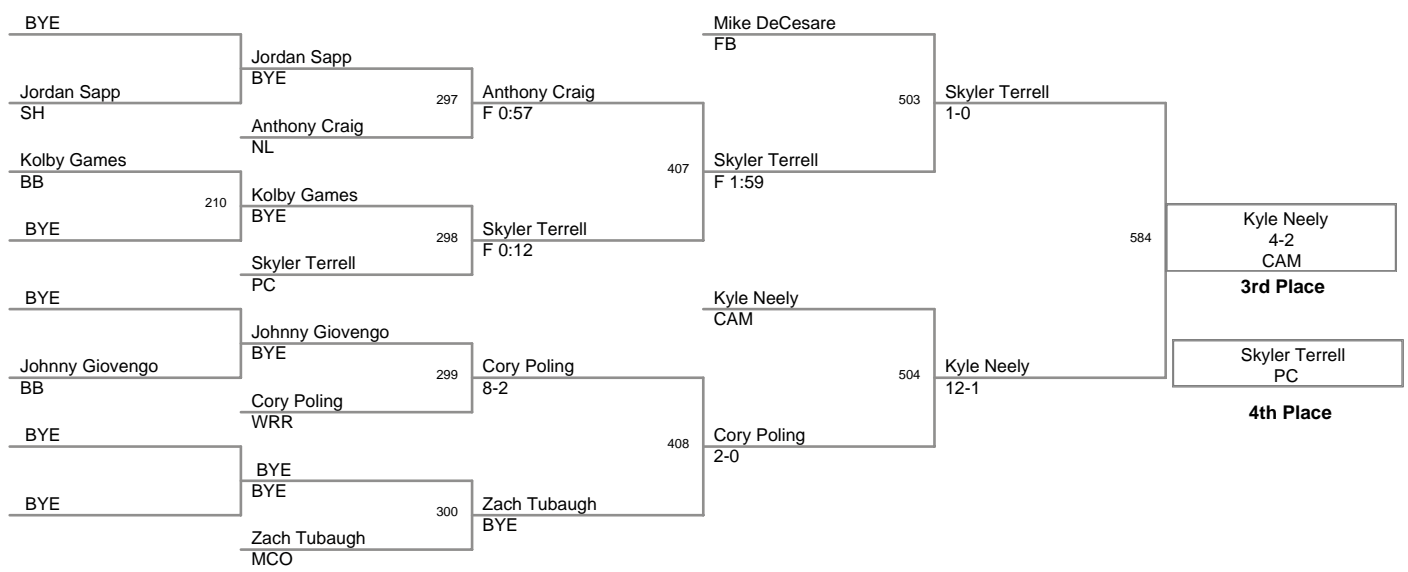 BYE
Jordan Sapp
SH
Kolby Games
BB
210
BYE
BYE
Johnny Giovengo
BB
BYE
BYE
Jordan Sapp
BYE
297
Anthony Craig
NL
Kolby Games
BYE
298
Skyler Terrell
PC
Johnny Giovengo
BYE
299
Cory Poling
WRR
BYE
BYE
300
Zach Tubaugh
MCO
Anthony Craig
F 0:57
407
Skyler Terrell
F 0:12
Cory Poling
8-2
408
Zach Tubaugh
BYE
Mike DeCesare
FB
503
Skyler Terrell
F 1:59
Kyle Neely
CAM
504
Cory Poling
2-0
Skyler Terrell
1-0
584
Kyle Neely
12-1
Kyle Neely
4-2
CAM
3rd Place
Skyler Terrell
PC
4th Place